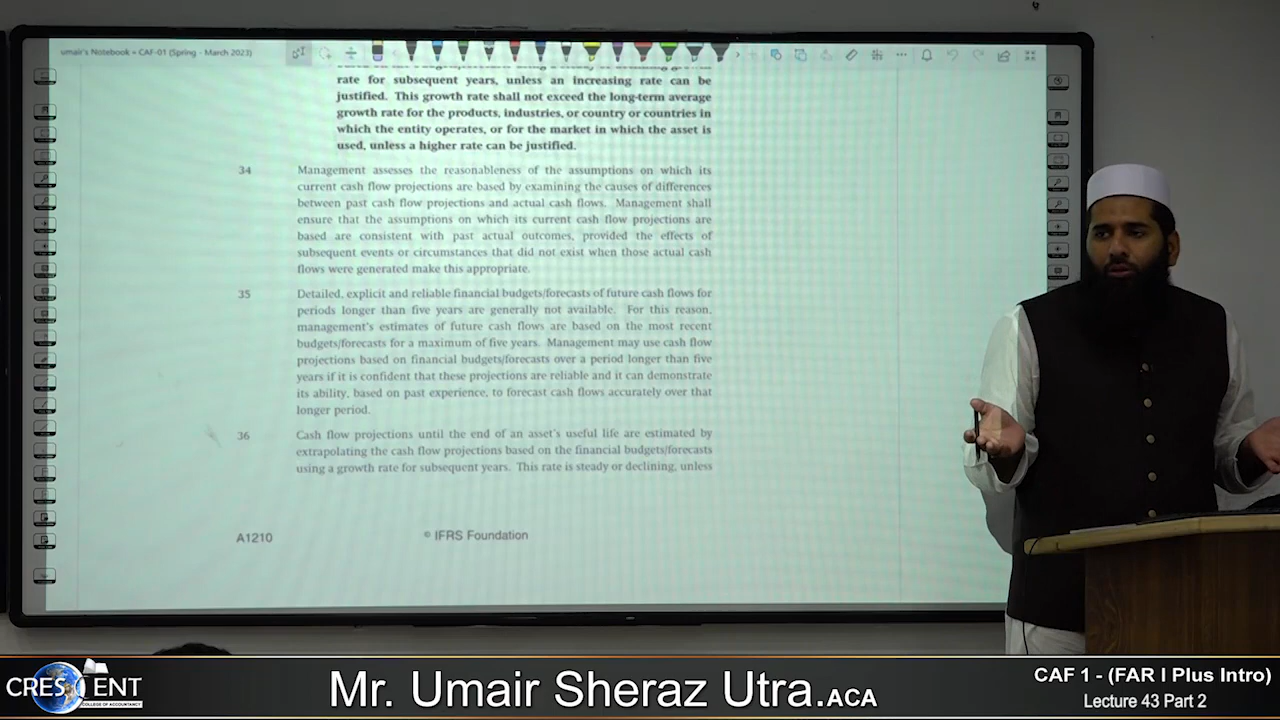 umair's Notebook » CAF-01 (Spring - March 2023)
rate for subsequent years, unless an increasing rate can be
justified. This growth rate shall not exceed the long-term average
growth rate for the products, industries, or country or countries in
which the entity operates, or for the market in which the asset is
used, unless a higher rate can be justified.
34 Management assesses the reasonableness of the assumptions on which its
current cash flow projections are based by examining the causes of differences
between past cash flow projections and actual cash flows. Management shall
ensure that the assumptions on which its current cash flow projections are
based are consistent with past actual outcomes, provided the effects of
subsequent events or circumstances that did not exist when those actual cash
flows were generated make this appropriate.
35 Detailed, explicit and reliable financial budgets/forecasts of future cash flows for
periods longer than five years are generally not available. For this reason,
management's estimates of future cash flows are based on the most recent
budgets/forecasts for a maximum of five years. Management may use cash flow
projections based on financial budgets/forecasts over a period longer than five
years if it is confident that these projections are reliable and it can demonstrate
its ability, based on past experience, to forecast cash flows accurately over that
longer period.
36 Cash flow projections until the end of an asset's useful life are estimated by
extrapolating the cash flow projections based on the financial budgets/forecasts
using a growth rate for subsequent years. This rate is steady or declining, unless
A1210 © IFRS Foundation
CRESCENT
COLLEGE OF ACCOUNTANCY
Mr. Umair Sheraz Utra.ACA
CAF 1 - (FAR I Plus Intro)
Lecture 43 Part 2